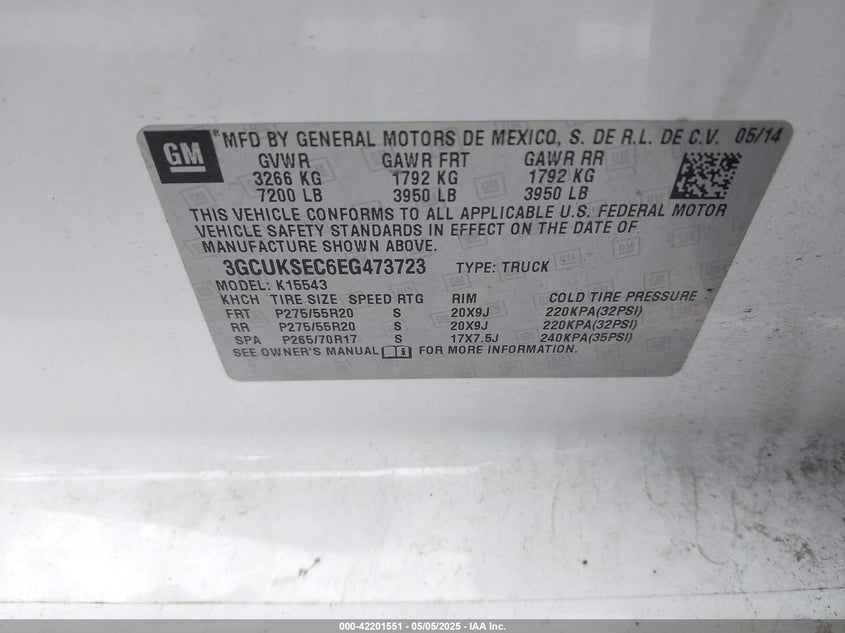 GM ® MFD BY GENERAL MOTORS DE MEXICO, S. DE R.L. DE C.V. 05/14
GVWR GAWR FRT GAWR RR
3266 KG 1792 KG 1792 KG
7200 LB 3950 LB 3950 LB
THIS VEHICLE CONFORMS TO ALL APPLICABLE U.S. FEDERAL MOTOR
VEHICLE SAFETY STANDARDS IN EFFECT ON THE DATE OF
MANUFACTURE SHOWN ABOVE.
3GCUKSEC6EG473723 TYPE: TRUCK
MODEL: K15543
KHCH TIRE SIZE SPEED RTG RIM COLD TIRE PRESSURE
FRT P275/55R20 S 20X9J 220KPA(32PSI)
RR P275/55R20 S 20X9J 220KPA(32PSI)
SPA P265/70R17 S 17X7.5J 240KPA(35PSI)
SEE OWNER'S MANUAL FOR MORE INFORMATION.
000-42201551 — 05/05/2025 - IAA Inc.